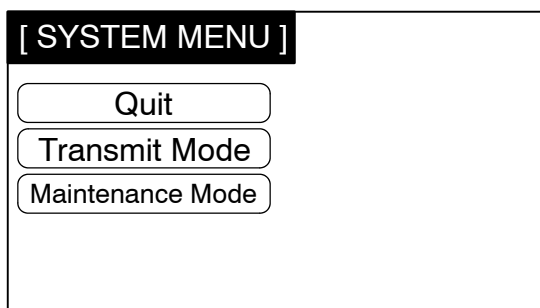 [ SYSTEM MENU ]
Quit
Transmit Mode
Maintenance Mode